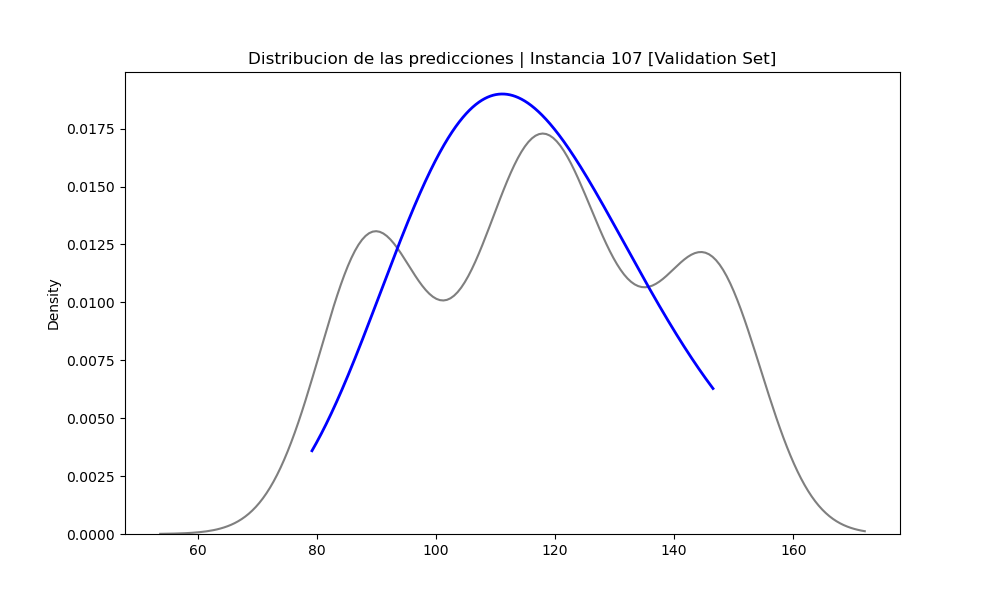 Distribucion de las predicciones | Instancia 107 [Validation Set]
Density
0.0175
0.0150
0.0125
0.0100
0.0075
0.0050
0.0025
0.0000
60 80 100 120 140 160